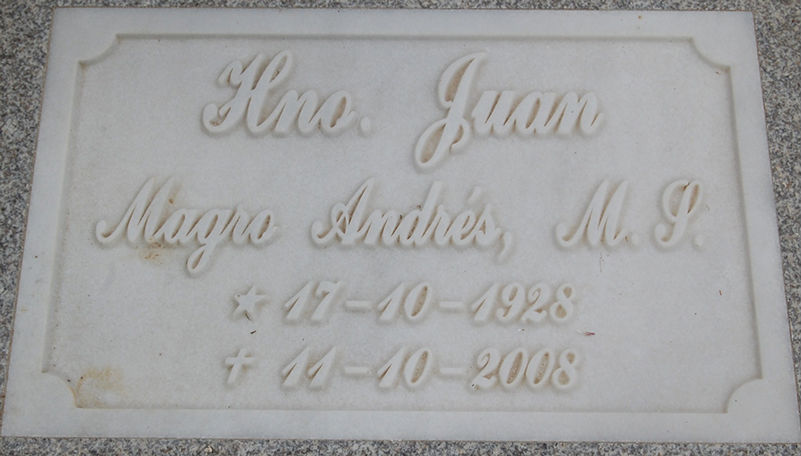 Hno. Juan
Magro Andrés, M. S.
★ 17-10-1928
✝ 11-10-2008